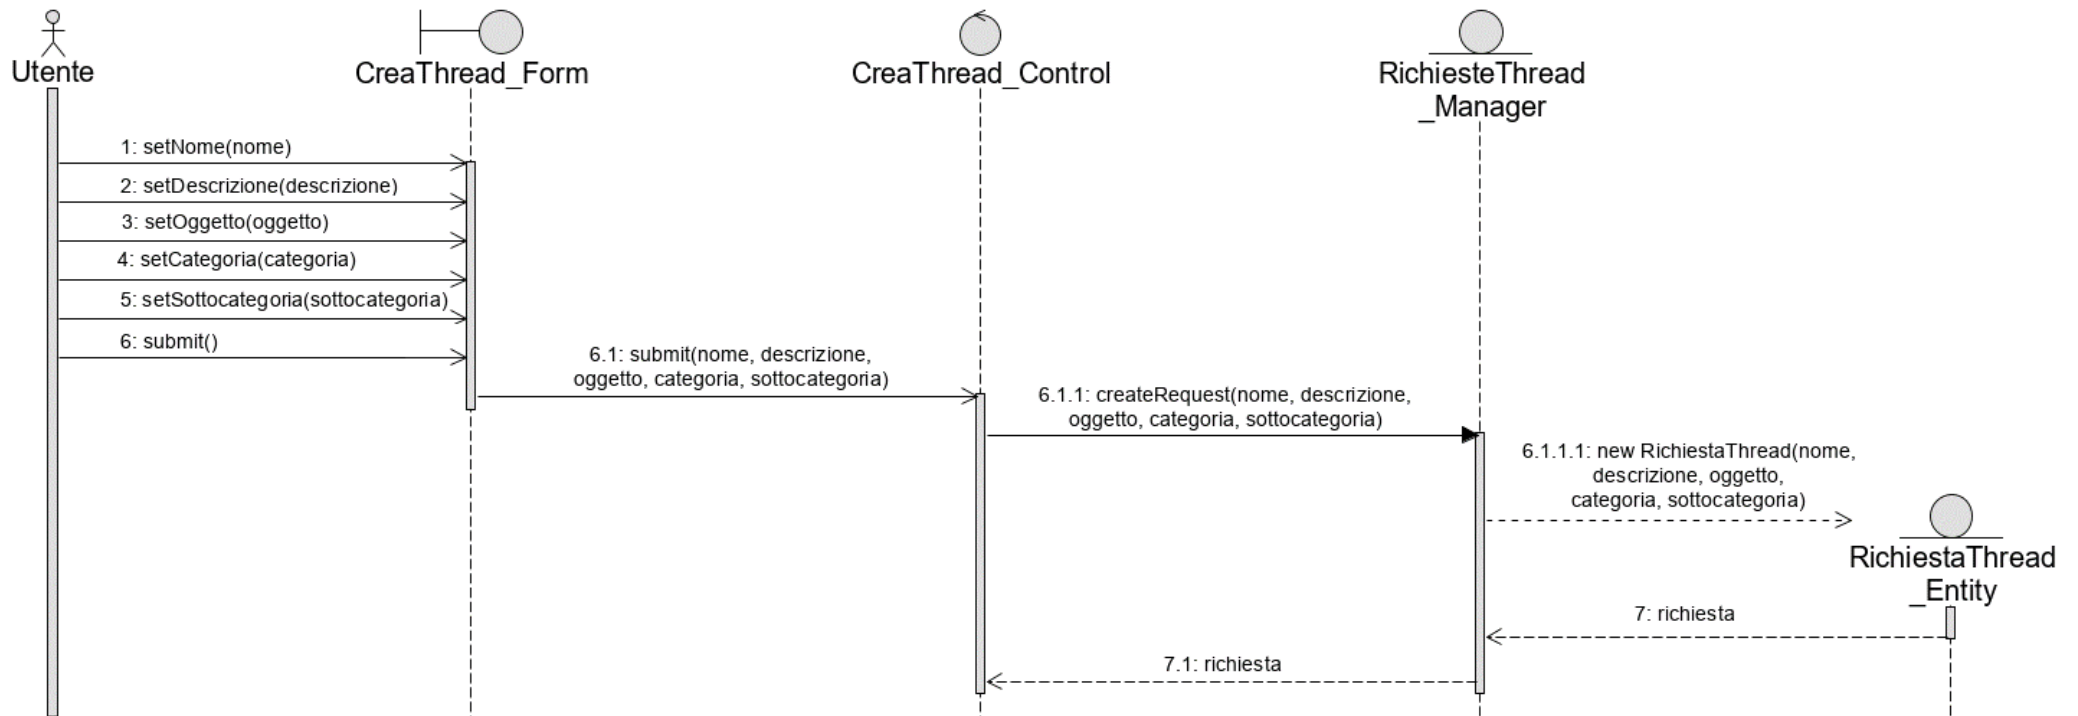 Utente
CreaThread_Form
CreaThread_Control
RichiesteThread
_Manager
1: setNome(nome)
2: setDescrizione(descrizione)
3: setOggetto(oggetto)
4: setCategoria(categoria)
5: setSottocategoria(sottocategoria)
6: submit()
6.1: submit(nome, descrizione,
oggetto, categoria, sottocategoria)
6.1.1: createRequest(nome, descrizione,
oggetto, categoria, sottocategoria)
6.1.1.1: new RichiestaThread(nome,
descrizione, oggetto,
categoria, sottocategoria)
RichiestaThread
_Entity
7: richiesta
7.1: richiesta